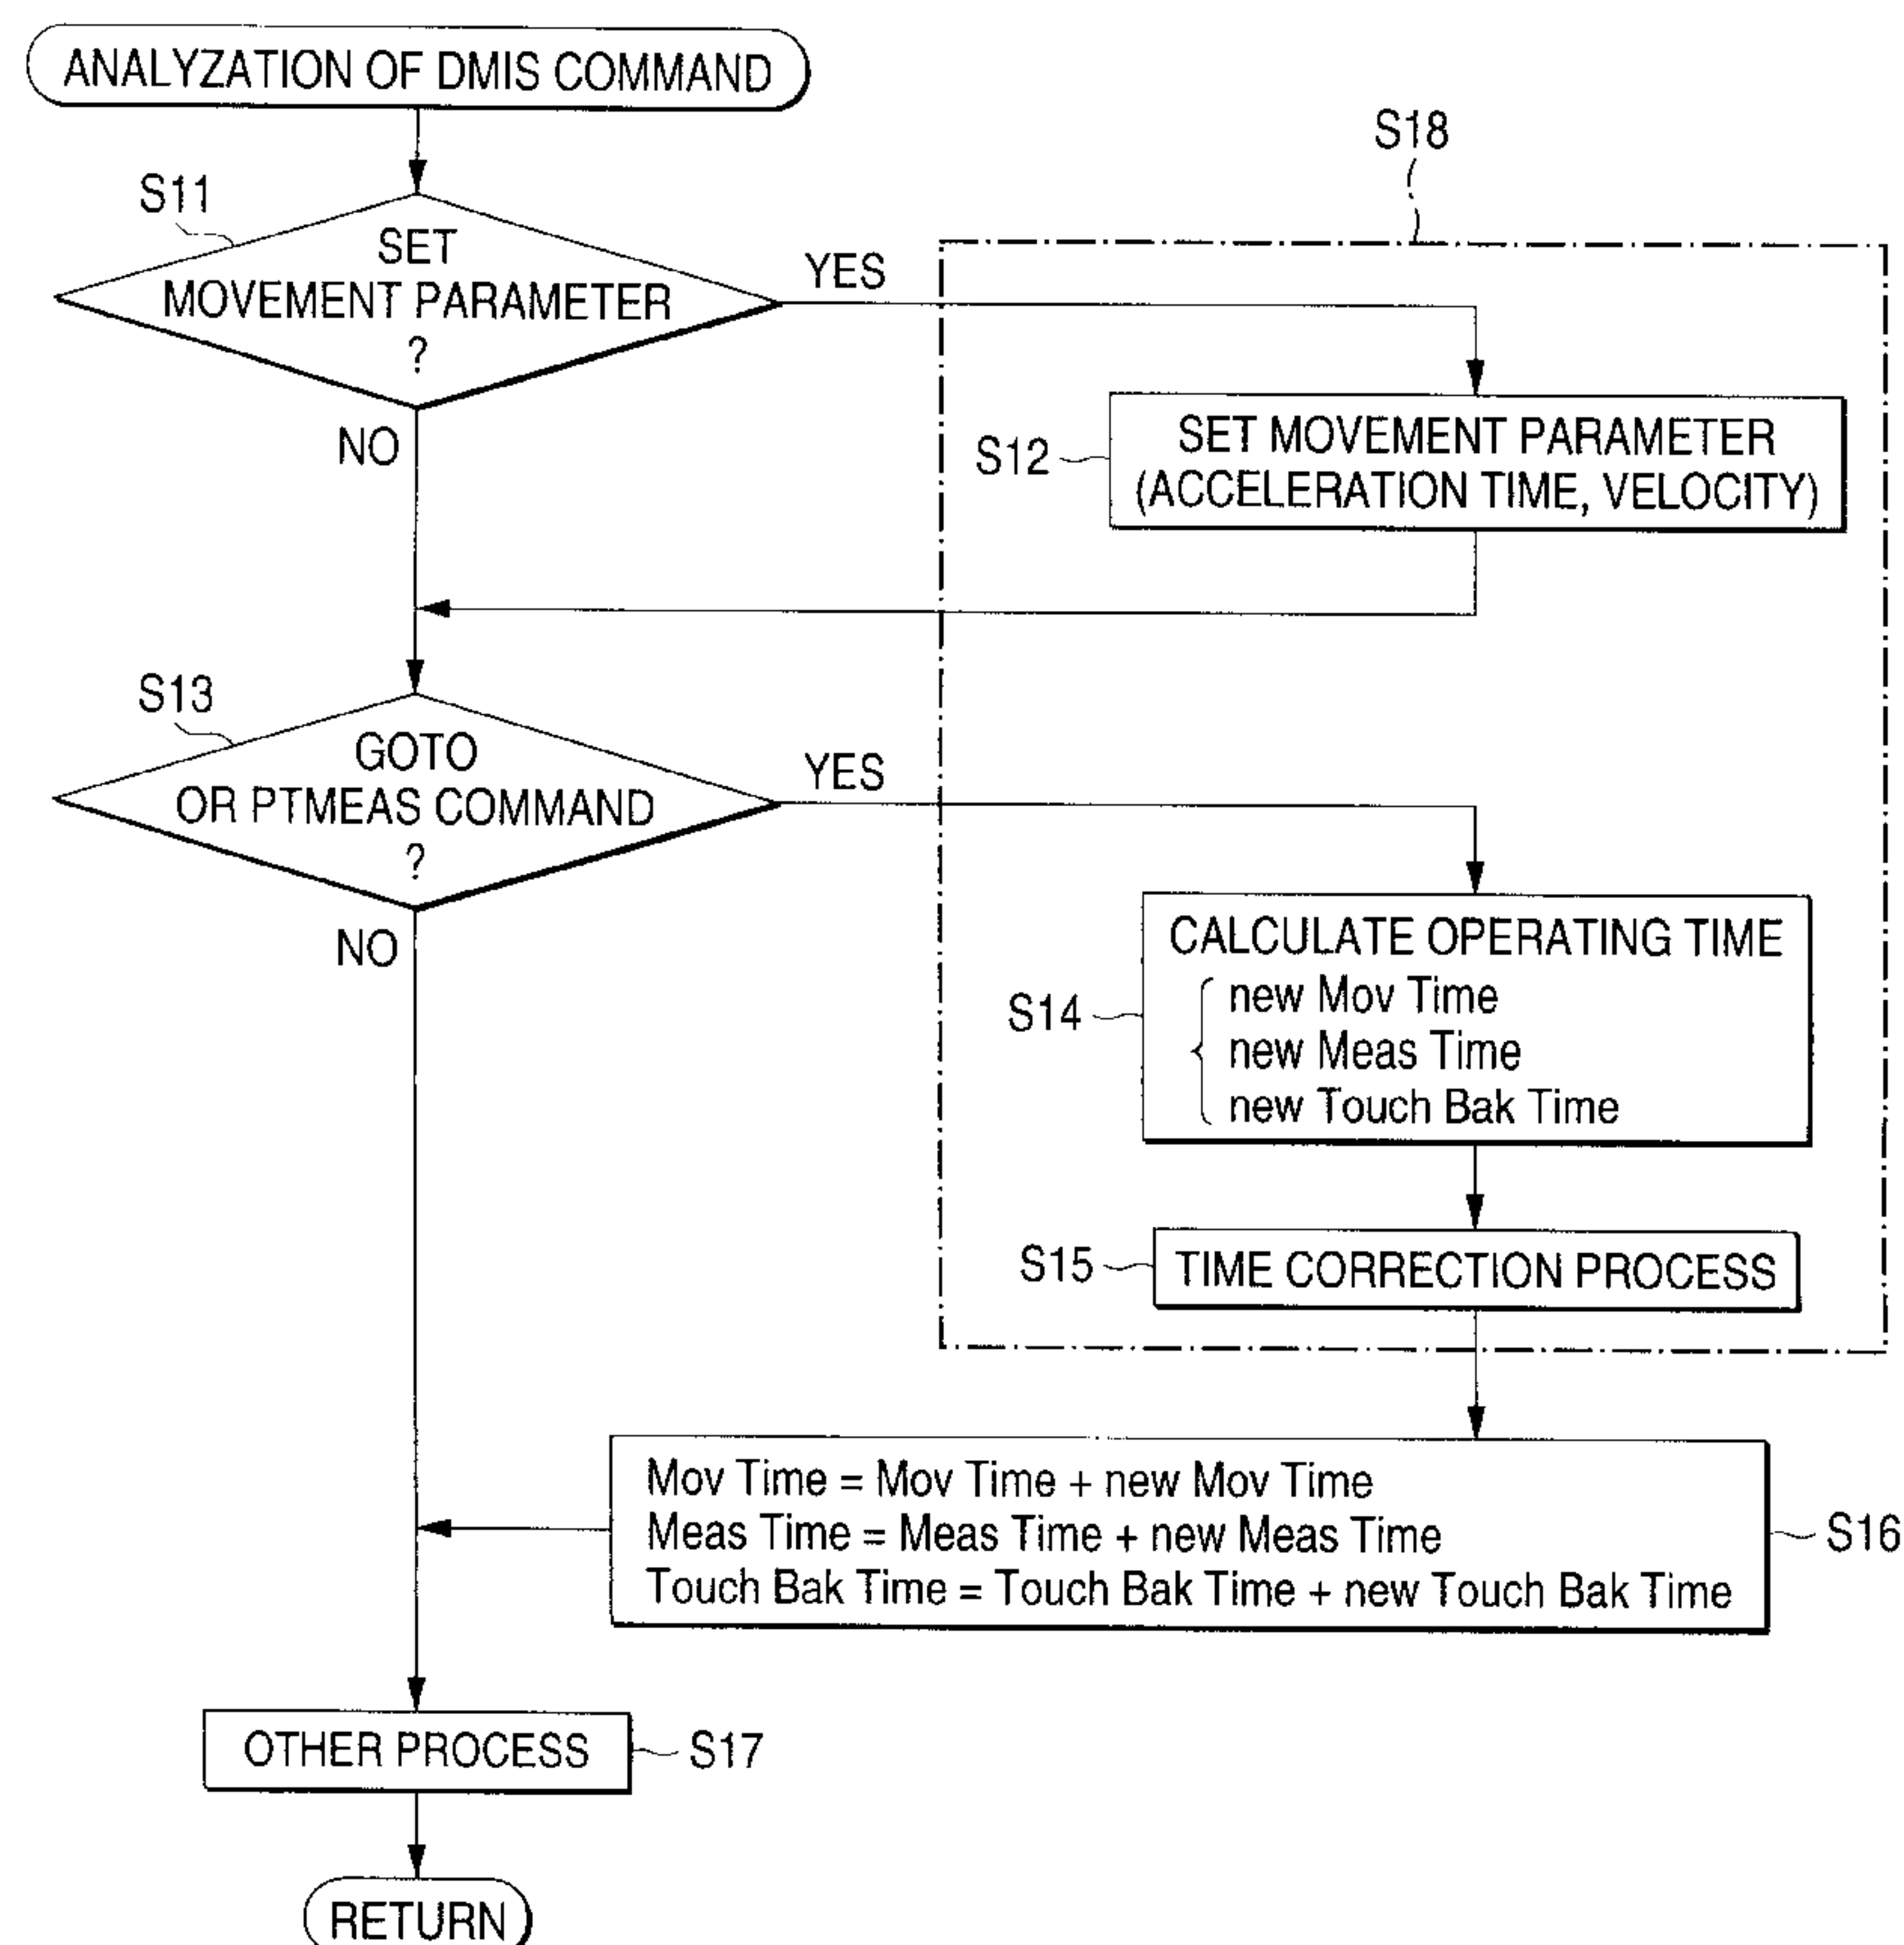 ANALYZATION OF DMIS COMMAND
S18
S11
SET
MOVEMENT PARAMETER
?
YES
NO
S12
SET MOVEMENT PARAMETER
(ACCELERATION TIME, VELOCITY)
S13
GOTO
OR PTMEAS COMMAND
?
YES
NO
S14
CALCULATE OPERATING TIME
new Mov Time
new Meas Time
new Touch Bak Time
S15
TIME CORRECTION PROCESS
Mov Time = Mov Time + new Mov Time
Meas Time = Meas Time + new Meas Time
Touch Bak Time = Touch Bak Time + new Touch Bak Time
S16
OTHER PROCESS
S17
RETURN